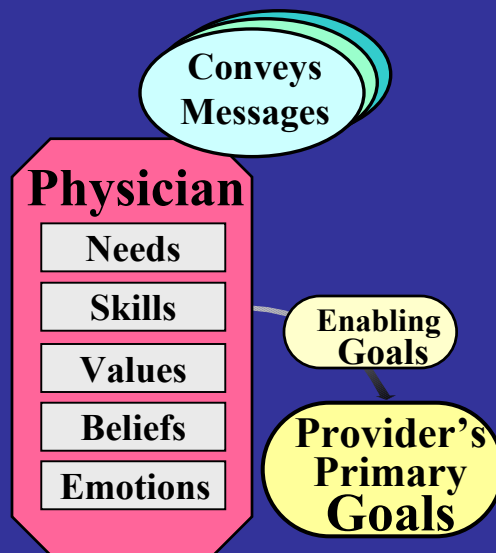 Conveys
Messages
Physician
Needs
Skills
Values
Beliefs
Emotions
Enabling
Goals
Provider's
Primary
Goals